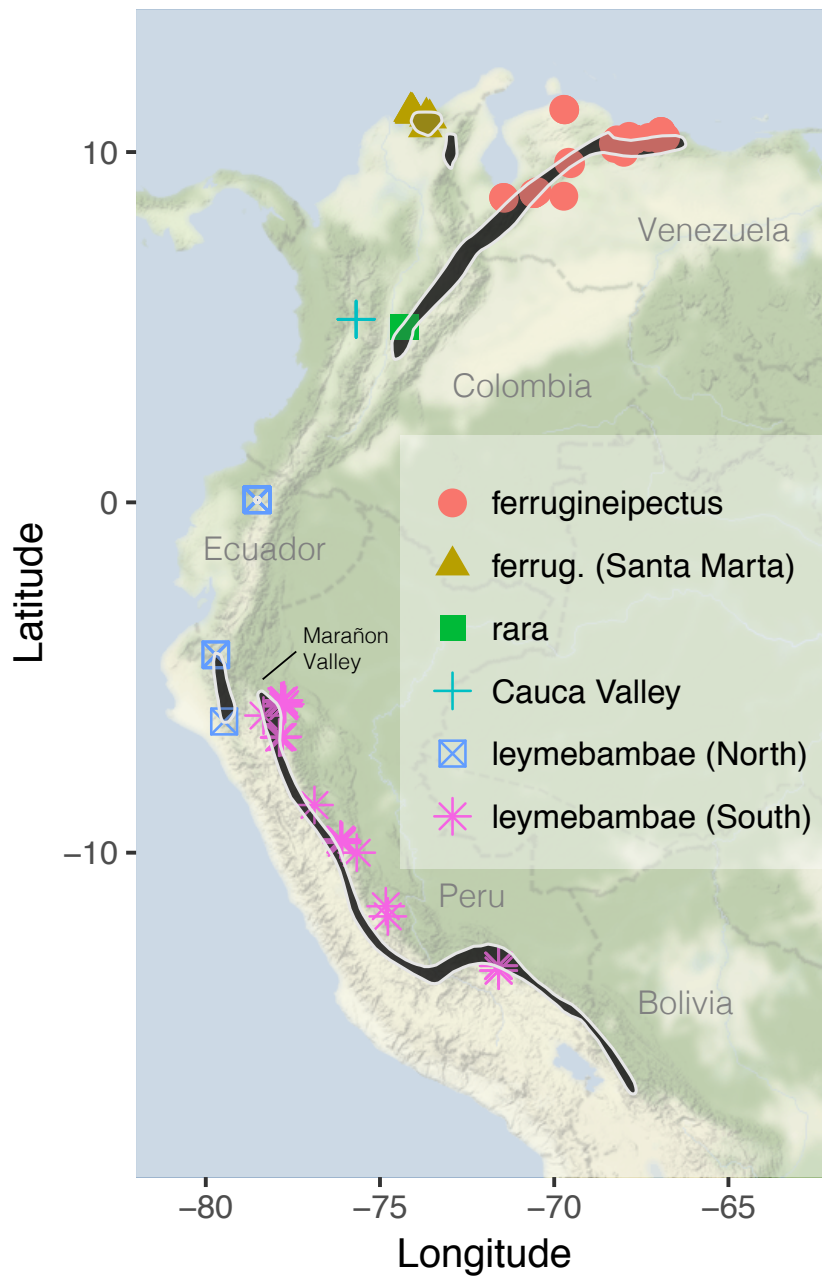 10
Venezuela
Colombia
0
Ecuador
ferrugineipectus
ferrug. (Santa Marta)
rara
Cauca Valley
leymebambae (North)
leymebambae (South)
Marañon
Valley
−10
Peru
Bolivia
Latitude
−80
−75
−70
−65
Longitude